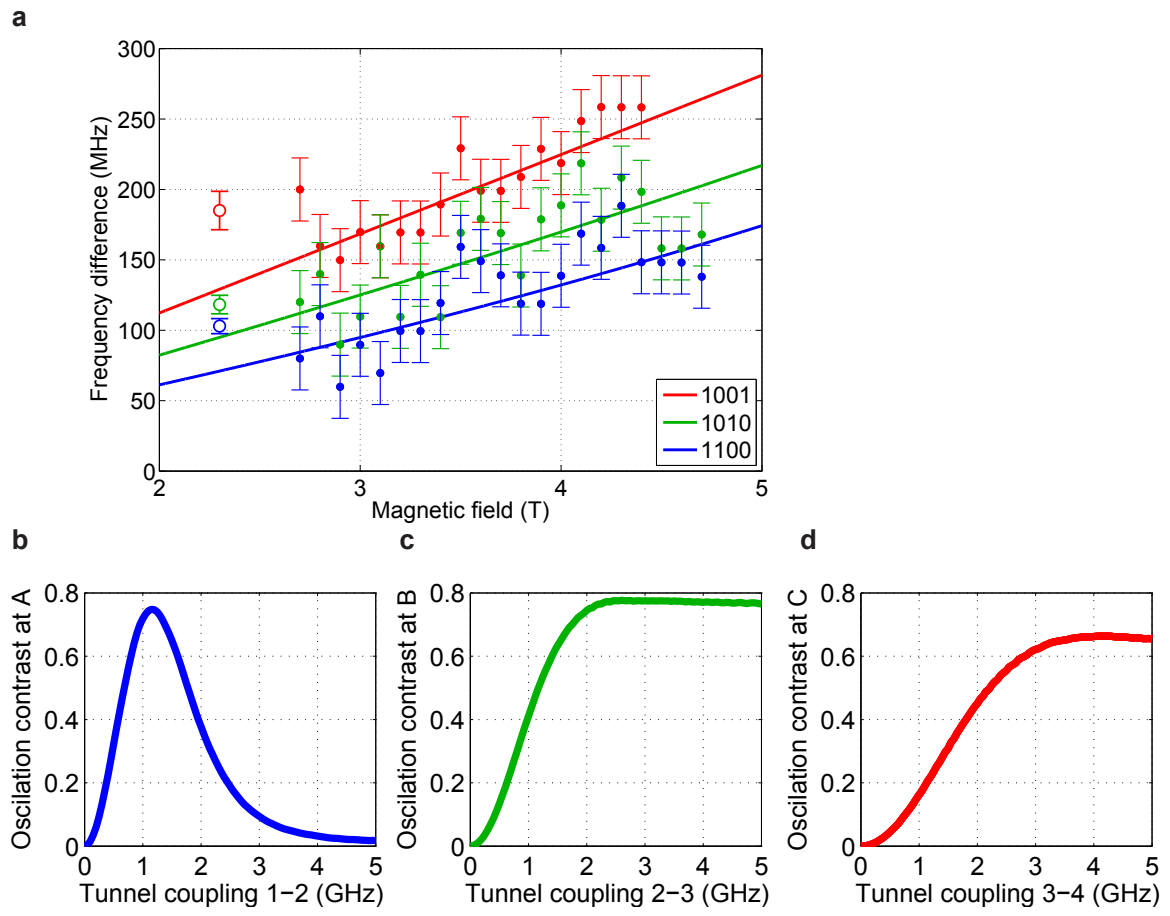 a
300
250
200
150
100
50
0
Frequency difference (MHz)
2
3
4
5
Magnetic field (T)
1001
1010
1100
b
c
d
0.8
0.6
0.4
0.2
0
Oscilation contrast at A
0 1 2 3 4 5
Tunnel coupling 1−2 (GHz)
0.8
0.6
0.4
0.2
0
Oscilation contrast at B
0 1 2 3 4 5
Tunnel coupling 2−3 (GHz)
0.8
0.6
0.4
0.2
0
Oscilation contrast at C
0 1 2 3 4 5
Tunnel coupling 3−4 (GHz)